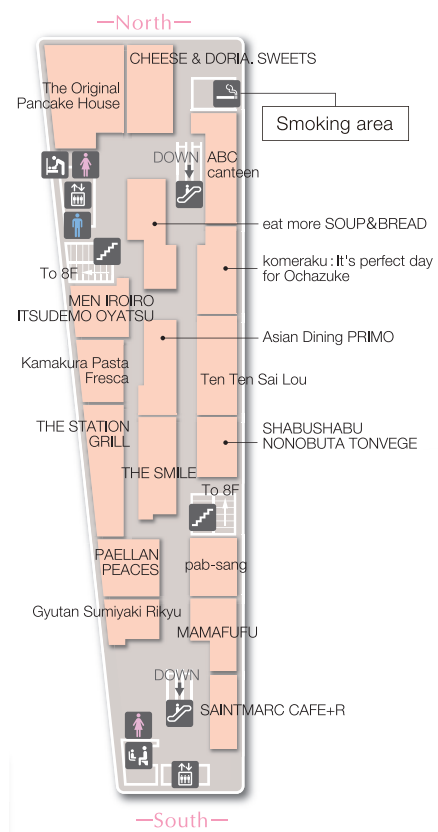 North
CHEESE & DORIA. SWEETS
The Original
Pancake House
Smoking area
DOWN
ABC
canteen
eat more SOUP&BREAD
komeraku : It's perfect day
for Ochazuke
To 8F
MEN IROIRO
ITSUDEMO OYATSU
Asian Dining PRIMO
Kamakura Pasta
Fresca
Ten Ten Sai Lou
THE STATION
GRILL
SHABUSHABU
NONOBUTA TONVEGE
THE SMILE
To 8F
PAELLAN
PEACES
pab-sang
Gyutan Sumiyaki Rikyu
MAMAFUFU
DOWN
SAINTMARC CAFE+R
South